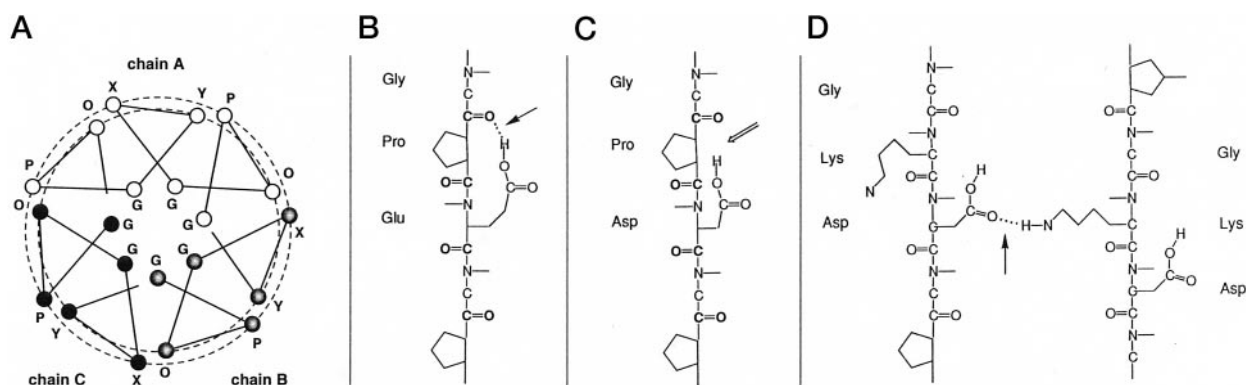 A
chain A
X
O
Y
P
P
O
O
G
G
G
G
X
G
G
P
Y
Y
P
O
X
chain C
chain B
B
Gly
N
C
C=O
H
Pro
O
O=C
C=O
N
Glu
O=C
N
C
C=O
C
Gly
N
C
C=O
Pro
H
O
O=C
C=O
N
Asp
O=C
N
C
C=O
D
N
Gly
C
C=O
N
Lys
C
H
O=C
O
N
N
C=O
Asp
G
O=C
N
C
C=O
C
O=C
N
Gly
C
C=O
N
H-N
C
Lys
O=C
H
O
N
C=O
Asp
G
O=C
N
C